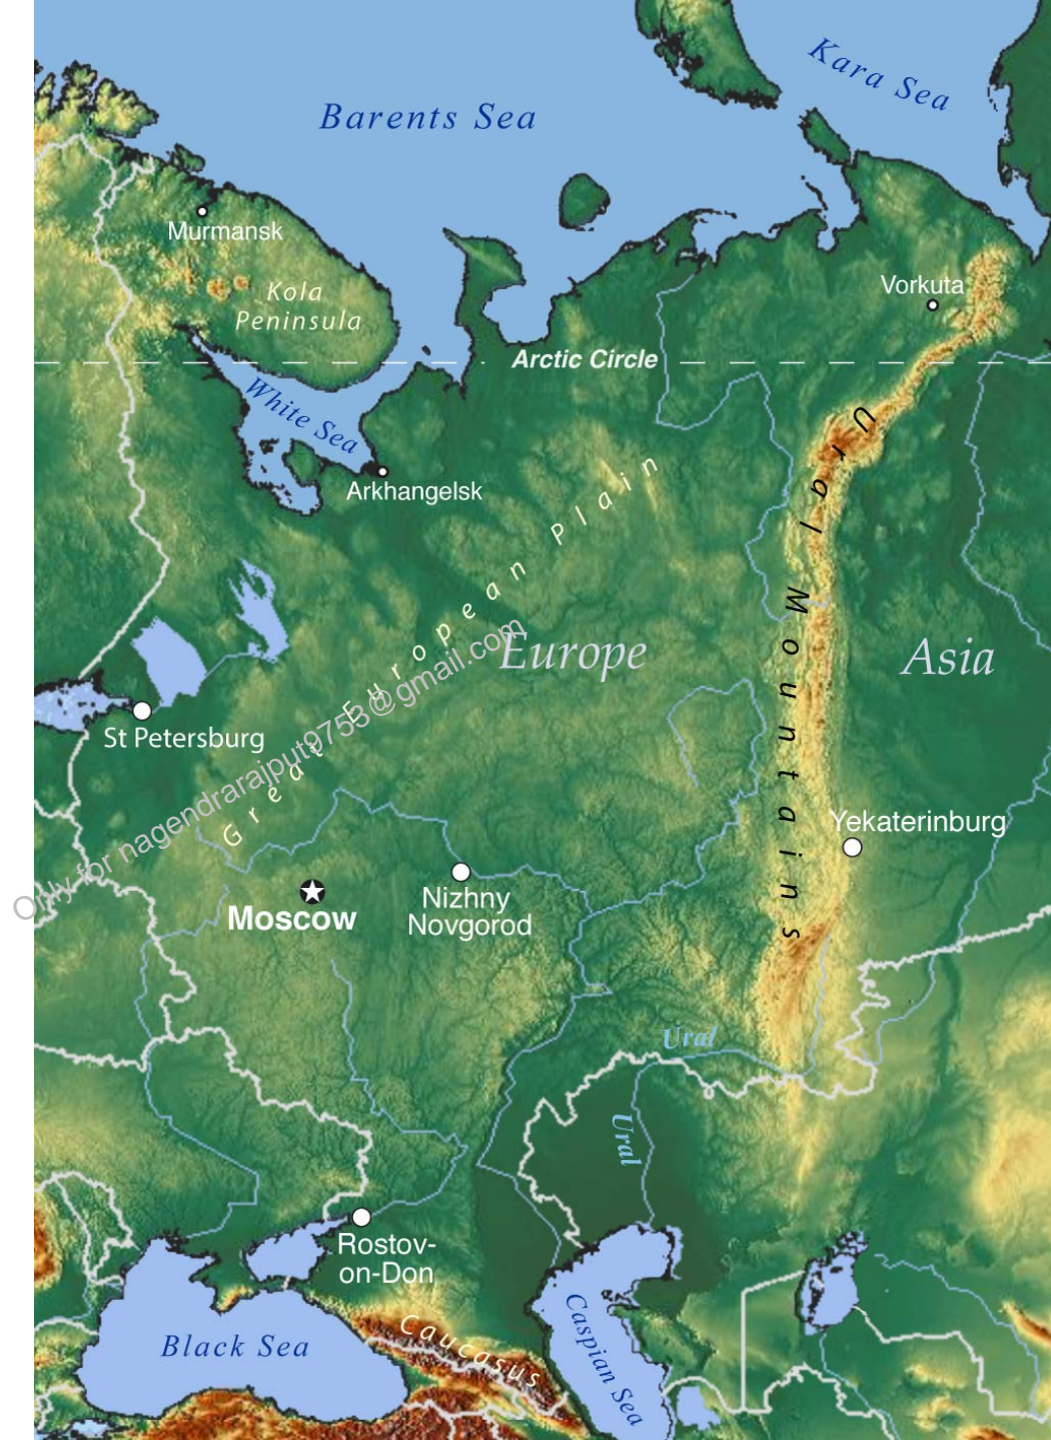 Kara Sea
Barents Sea
Murmansk
Kola
Peninsula
Vorkuta
Arctic Circle
White Sea
Arkhangelsk
Great European Plain
Ural Mountains
Europe
Asia
St Petersburg
Only for nagendrarajput9753@gmail.com
Yekaterinburg
Nizhny
Novgorod
Moscow
Ural
Ural
Rostov-
on-Don
Caucasus
Black Sea
Caspian Sea